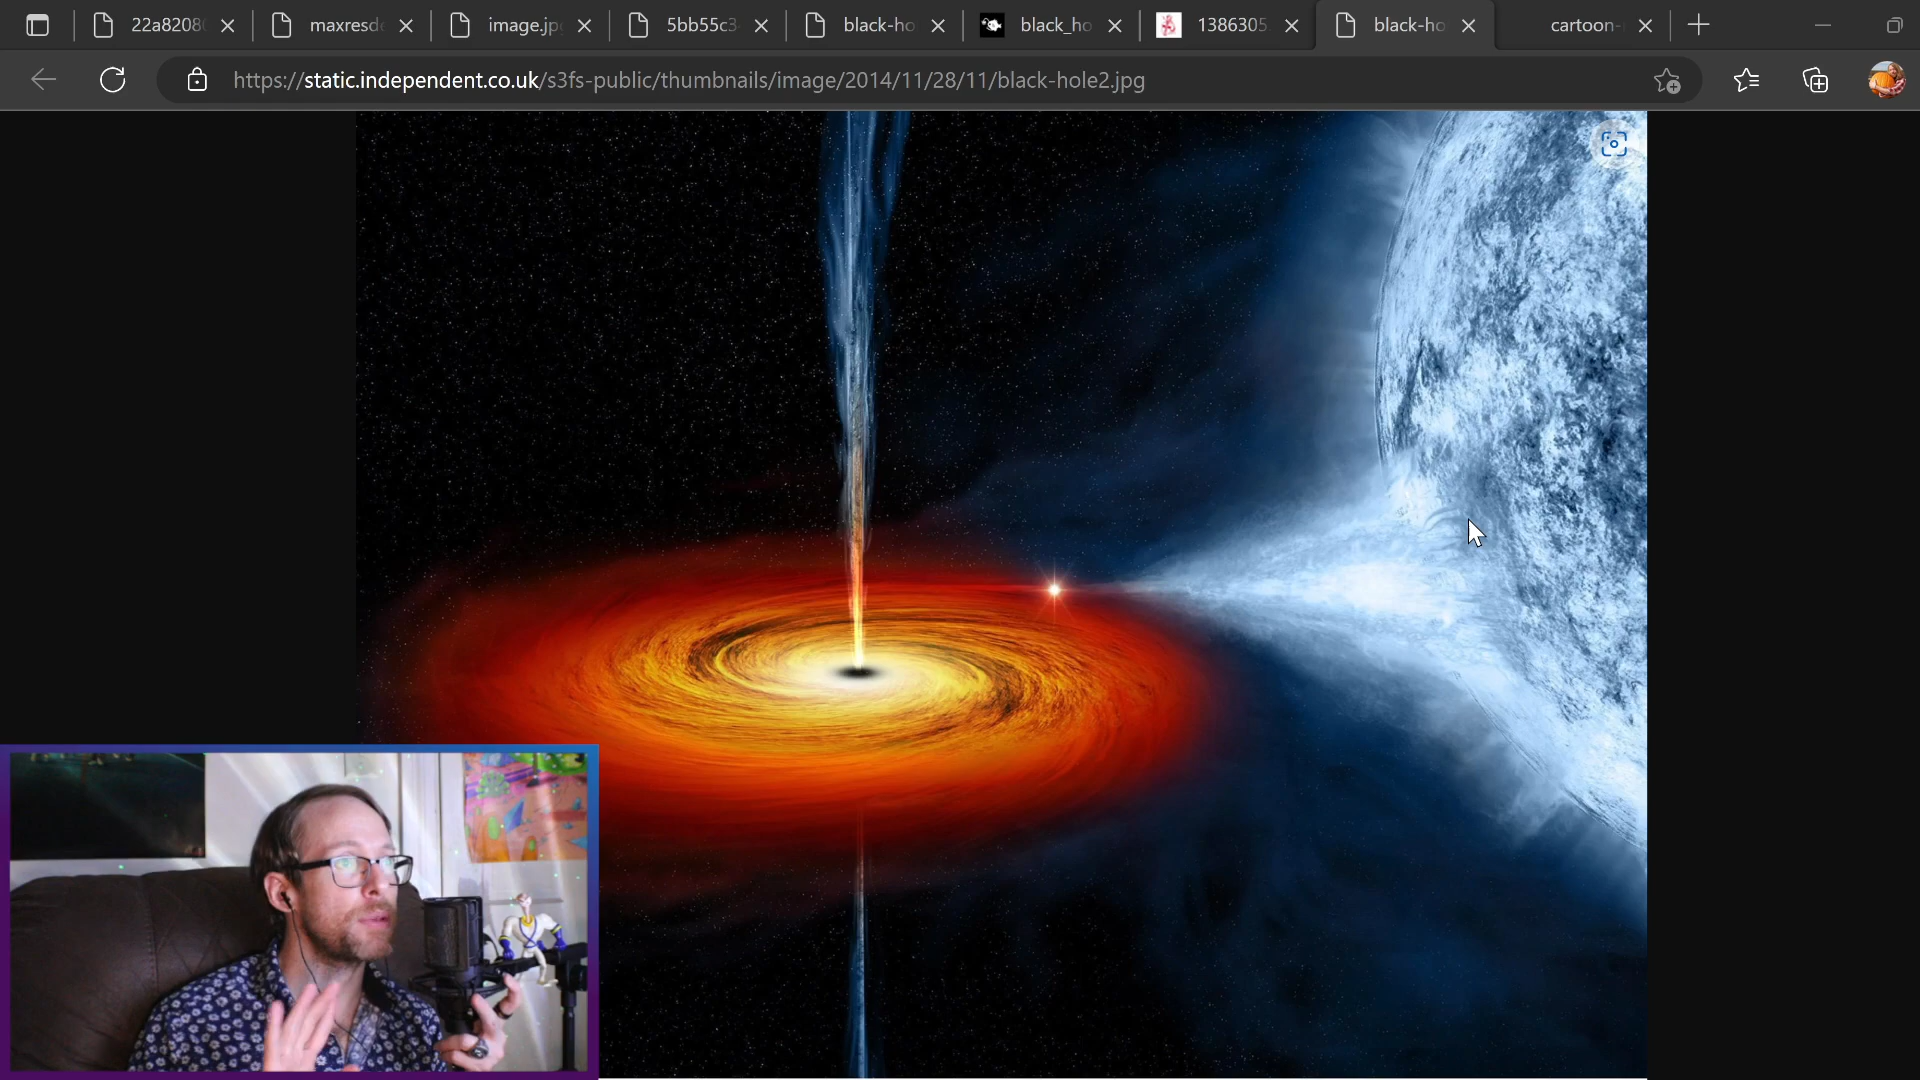 22a8208
maxresd
image.jp
5bb55c3
black-ho
black_ho
1386305
black-ho
cartoon-
https://static.independent.co.uk/s3fs-public/thumbnails/image/2014/11/28/11/black-hole2.jpg